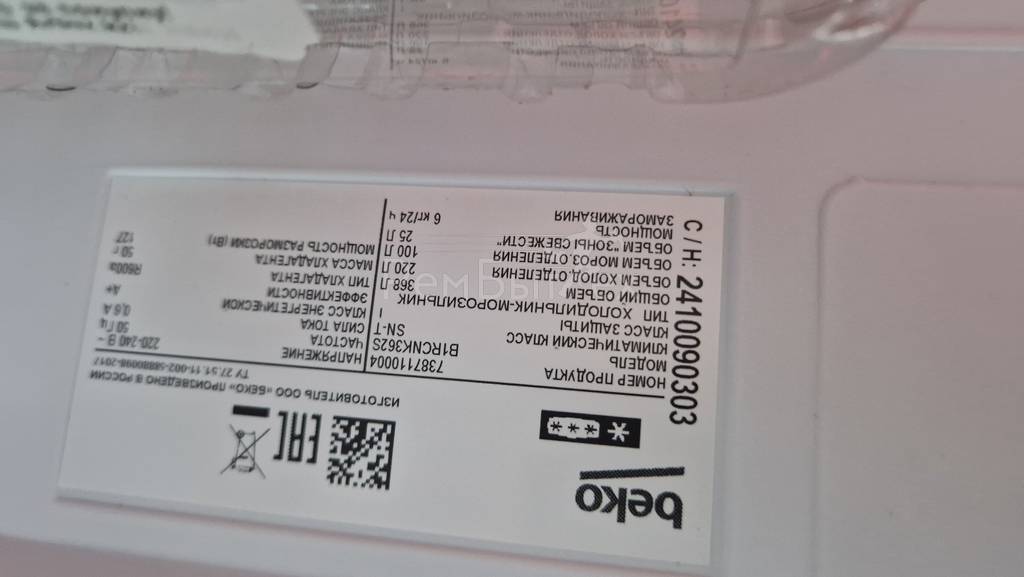 beko
ИЗГОТОВИТЕЛЬ ООО «БЕКО» ПРОИЗВЕДЕНО В РОССИИ
ТУ 27.51.11-002-58880098-2017
НОМЕР ПРОДУКТА 7387110004
МОДЕЛЬ B1RCNK362S
КЛИМАТИЧЕСКИЙ КЛАСС SN-T
КЛАСС ЗАЩИТЫ I
ТИП ХОЛОДИЛЬНИК-МОРОЗИЛЬНИК
ОБЩИЙ ОБЪЕМ 368 Л
ОБЪЕМ ХОЛОД.ОТДЕЛЕНИЯ 220 Л
ОБЪЕМ МОРОЗ.ОТДЕЛЕНИЯ 100 Л
ОБЪЕМ "ЗОНЫ СВЕЖЕСТИ" 25 Л
МОЩНОСТЬ
ЗАМОРАЖИВАНИЯ 6 кг/24 ч
НАПРЯЖЕНИЕ 220-240 В ~
ЧАСТОТА 50 Гц
СИЛА ТОКА 0,6 А
КЛАСС ЭНЕРГЕТИЧЕСКОЙ
ЭФФЕКТИВНОСТИ A+
ТИП ХЛАДАГЕНТА R600a
МАССА ХЛАДАГЕНТА 50 г
МОЩНОСТЬ РАЗМОРОЗКИ (Вт) 127
С / Н: 2410090303